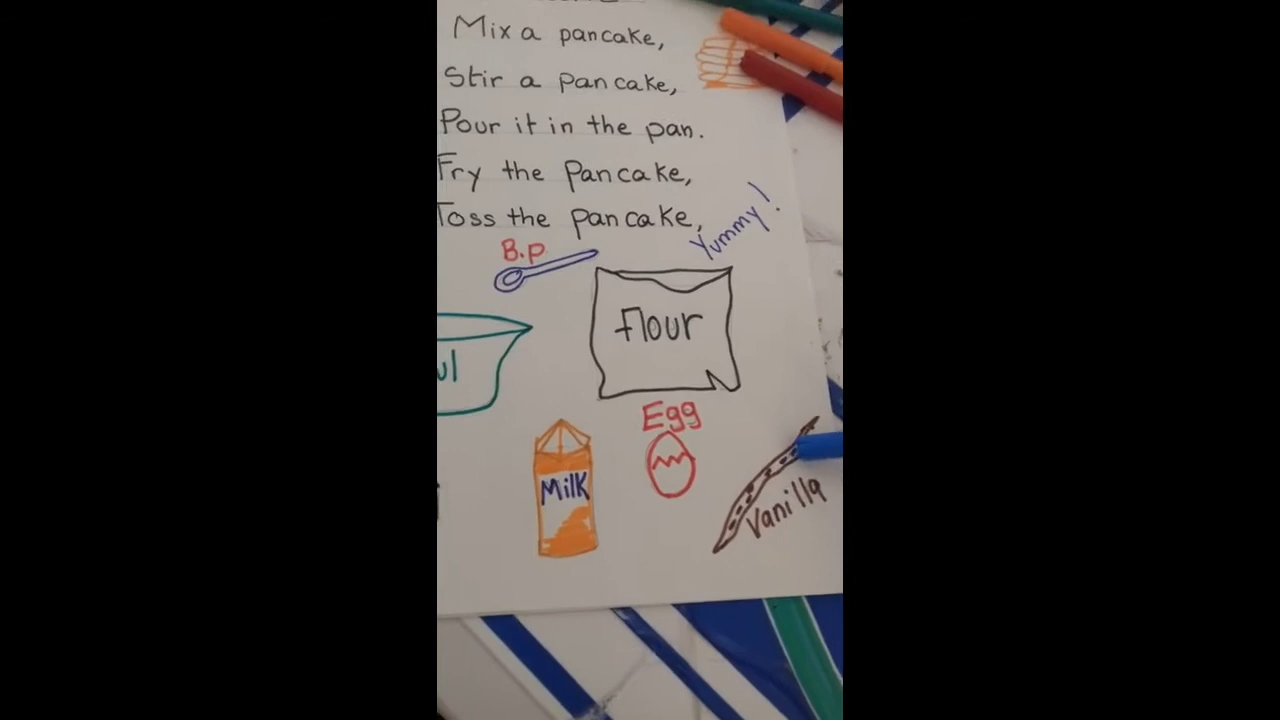 Mix a pancake,
Stir a pancake,
Pour it in the pan.
Fry the Pancake,
Toss the pancake,
Yummy!
B.P
flour
ul
Egg
Milk
Vanilla